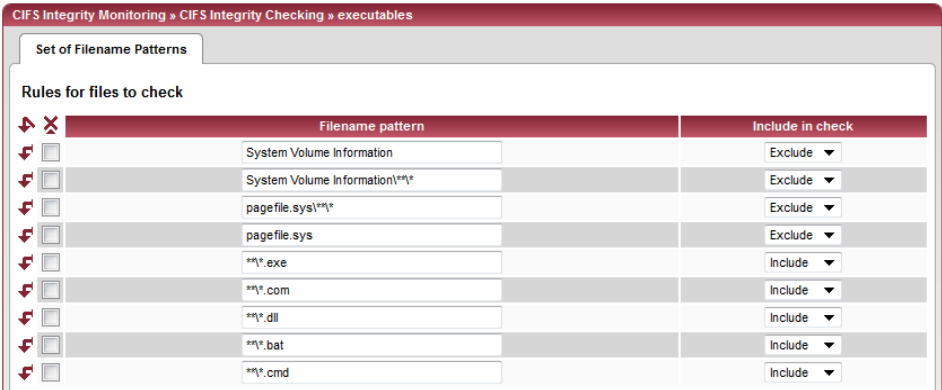 CIFS Integrity Monitoring » CIFS Integrity Checking » executables
Set of Filename Patterns
Rules for files to check
Filename pattern Include in check
System Volume Information Exclude
System Volume Information\**\* Exclude
pagefile.sys\**\* Exclude
pagefile.sys Exclude
**\*.exe Include
**\*.com Include
**\*.dll Include
**\*.bat Include
**\*.cmd Include